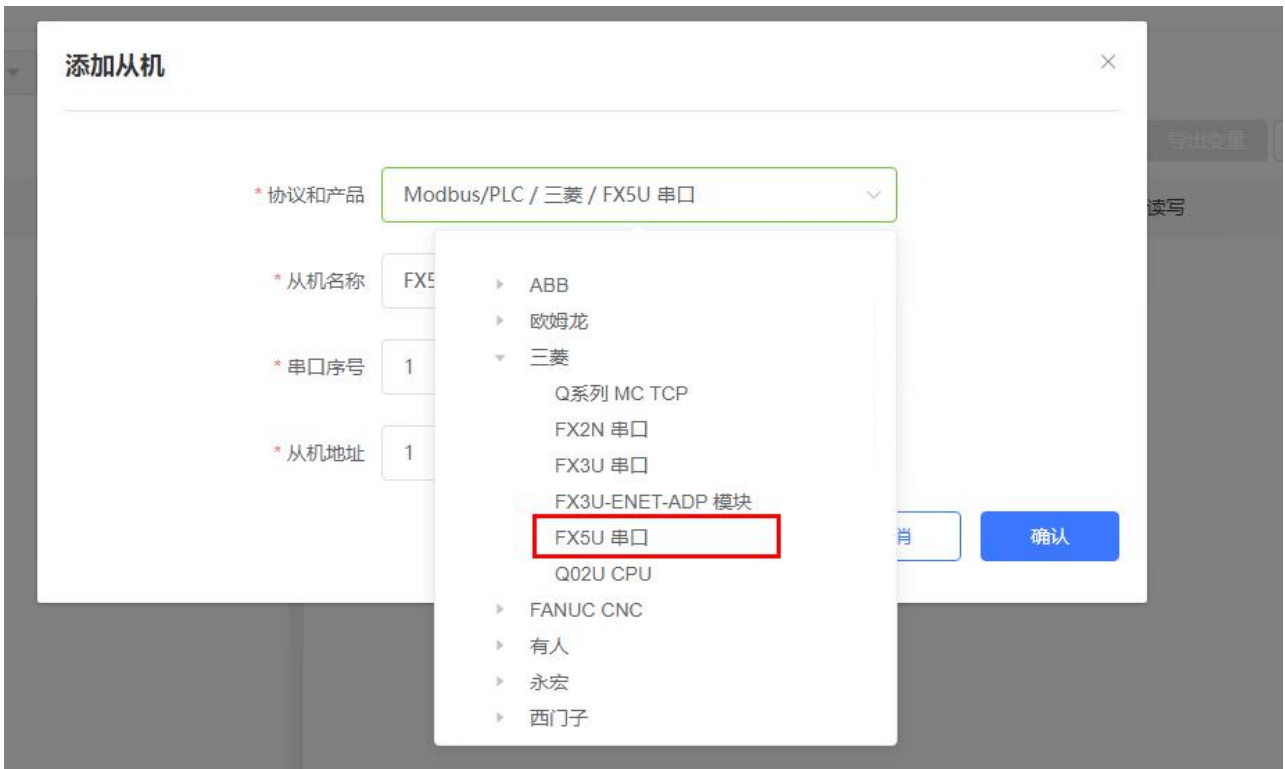 添加从机
导出变量
* 协议和产品 Modbus/PLC / 三菱 / FX5U 串口
读写
* 从机名称 FX5
ABB
欧姆龙
* 串口序号 1
三菱
Q系列 MC TCP
FX2N 串口
* 从机地址 1
FX3U 串口
FX3U-ENET-ADP 模块
FX5U 串口
消 确认
Q02U CPU
FANUC CNC
有人
永宏
西门子